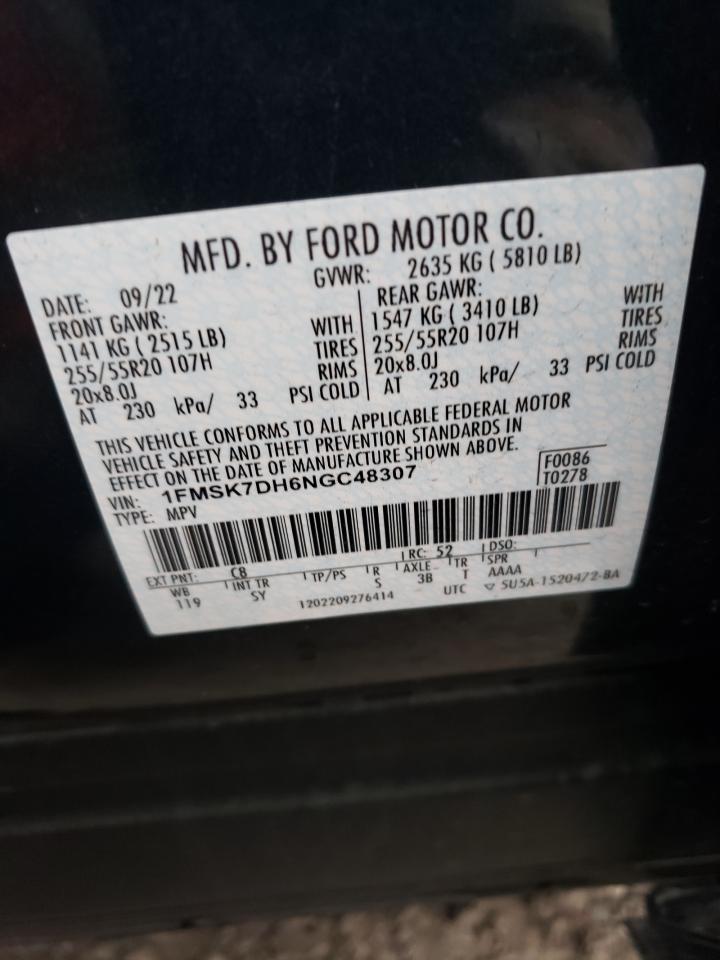 MFD. BY FORD MOTOR CO.
DATE: 09/22 GVWR: 2635 KG ( 5810 LB)
FRONT GAWR: REAR GAWR:
1141 KG ( 2515 LB) WITH 1547 KG ( 3410 LB) WITH
255/55R20 107H TIRES 255/55R20 107H TIRES
20x8.0J RIMS 20x8.0J RIMS
AT 230 kPa/ 33 PSI COLD AT 230 kPa/ 33 PSI COLD
THIS VEHICLE CONFORMS TO ALL APPLICABLE FEDERAL MOTOR
VEHICLE SAFETY AND THEFT PREVENTION STANDARDS IN
EFFECT ON THE DATE OF MANUFACTURE SHOWN ABOVE.
VIN: 1FMSK7DH6NGC48307 F0086
TYPE: MPV T0278
EXT PNT: C8 RC: 52 DSO:
WB INT TR TP/PS R AXLE TR SPR
119 SY S 3B T AAAA
1202209276414 UTC ▽ 5U5A-1520472-BA